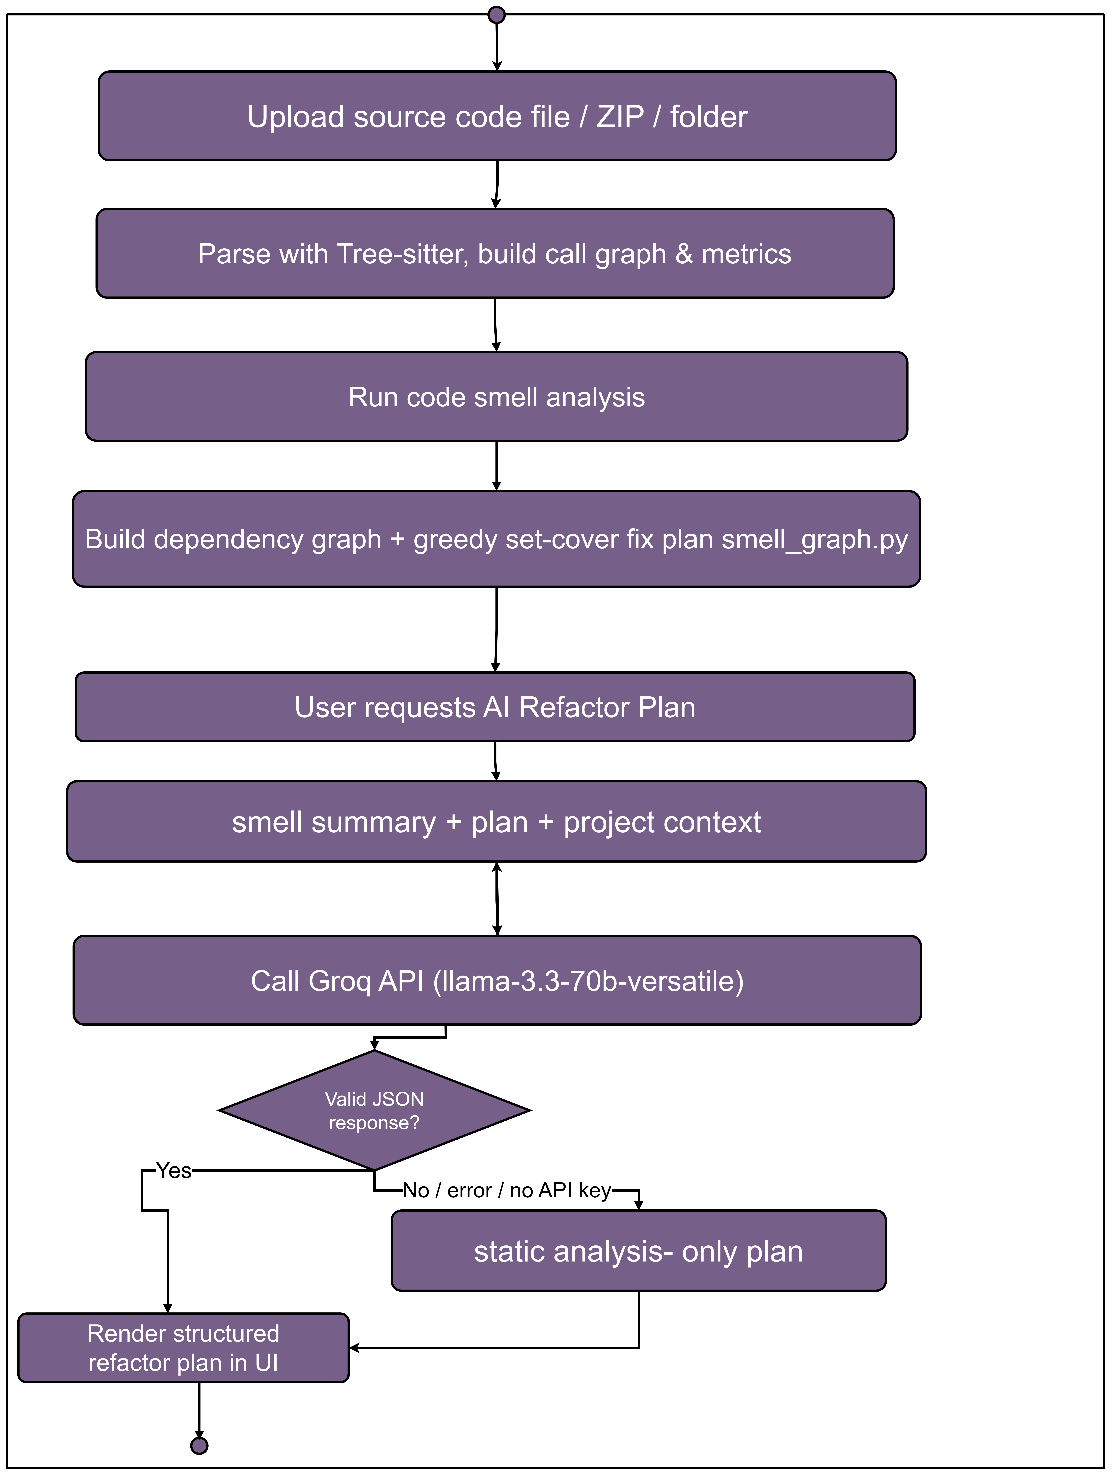 Upload source code file / ZIP / folder
Parse with Tree-sitter, build call graph & metrics
Run code smell analysis
Build dependency graph + greedy set-cover fix plan smell_graph.py
User requests AI Refactor Plan
smell summary + plan + project context
Call Groq API (llama-3.3-70b-versatile)
Valid JSON
response?
Yes
No / error / no API key
static analysis- only plan
Render structured
refactor plan in UI